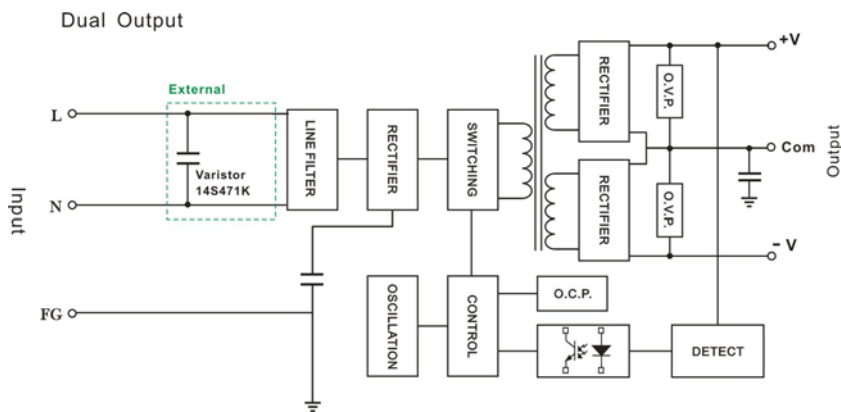 Dual Output
External
L
Varistor
14S471K
N
Input
FG
LINE FILTER
RECTIFIER
SWITCHING
RECTIFIER
RECTIFIER
O.V.P.
O.V.P.
+V
Com
- V
Output
OSCILLATION
CONTROL
O.C.P.
DETECT